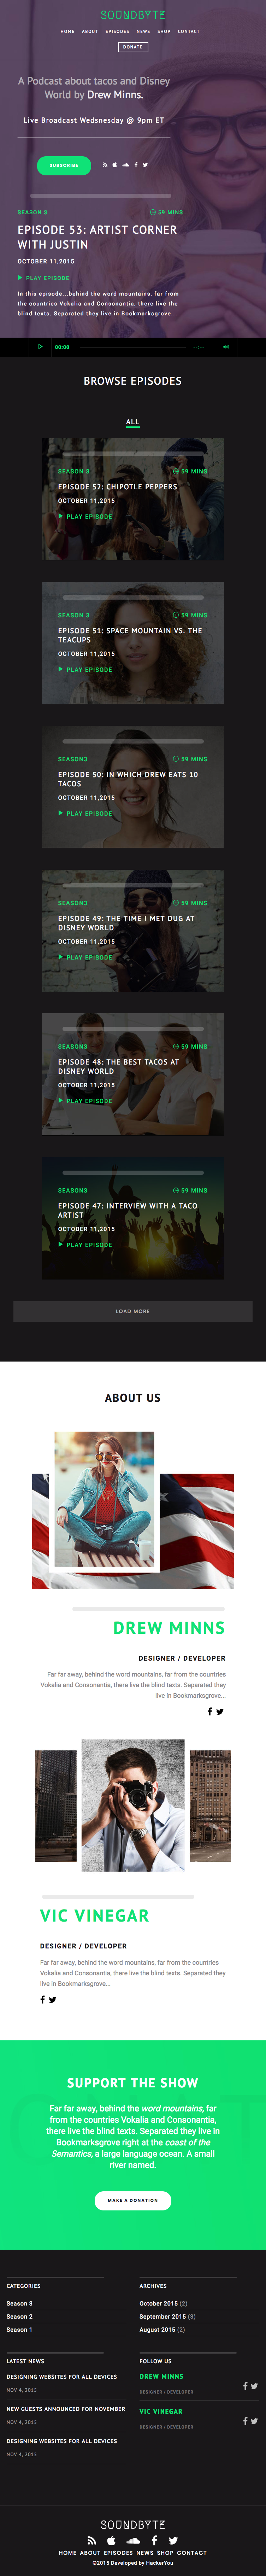 SOUNDBYTE
HOME ABOUT EPISODES NEWS SHOP CONTACT
DONATE
A Podcast about tacos and Disney
World by Drew Minns.
Live Broadcast Wednesday @ 9pm ET
SUBSCRIBE
SEASON 3 59 MINS
EPISODE 53: ARTIST CORNER
WITH JUSTIN
OCTOBER 11,2015
PLAY EPISODE
In this episode...behind the word mountains, far from
the countries Vokalia and Consonantia, there live the
blind texts. Separated they live in Bookmarksgrove...
00:00 --:--
BROWSE EPISODES
ALL
SEASON 3 59 MINS
EPISODE 52: CHIPOTLE PEPPERS
OCTOBER 11,2015
PLAY EPISODE
SEASON 3 59 MINS
EPISODE 51: SPACE MOUNTAIN VS. THE
TEACUPS
OCTOBER 11,2015
PLAY EPISODE
SEASON3 59 MINS
EPISODE 50: IN WHICH DREW EATS 10
TACOS
OCTOBER 11,2015
PLAY EPISODE
SEASON3 59 MINS
EPISODE 49: THE TIME I MET DUG AT
DISNEY WORLD
OCTOBER 11,2015
PLAY EPISODE
SEASON3 59 MINS
EPISODE 48: THE BEST TACOS AT
DISNEY WORLD
OCTOBER 11,2015
PLAY EPISODE
SEASON3 59 MINS
EPISODE 47: INTERVIEW WITH A TACO
ARTIST
OCTOBER 11,2015
PLAY EPISODE
LOAD MORE
ABOUT US
DREW MINNS
DESIGNER / DEVELOPER
Far far away, behind the word mountains, far from the countries
Vokalia and Consonantia, there live the blind texts. Separated they
live in Bookmarksgrove...
VIC VINEGAR
DESIGNER / DEVELOPER
Far far away, behind the word mountains, far from the countries
Vokalia and Consonantia, there live the blind texts. Separated they
live in Bookmarksgrove...
SUPPORT THE SHOW
Far far away, behind the word mountains, far
from the countries Vokalia and Consonantia,
there live the blind texts. Separated they live in
Bookmarksgrove right at the coast of the
Semantics, a large language ocean. A small
river named.
MAKE A DONATION
CATEGORIES
Season 3
Season 2
Season 1
ARCHIVES
October 2015 (2)
September 2015 (3)
August 2015 (2)
LATEST NEWS
DESIGNING WEBSITES FOR ALL DEVICES
NOV 4, 2015
NEW GUESTS ANNOUNCED FOR NOVEMBER
NOV 4, 2015
DESIGNING WEBSITES FOR ALL DEVICES
NOV 4, 2015
FOLLOW US
DREW MINNS
DESIGNER / DEVELOPER
VIC VINEGAR
DESIGNER / DEVELOPER
SOUNDBYTE
HOME ABOUT EPISODES NEWS SHOP CONTACT
©2015 Developed by HackerYou